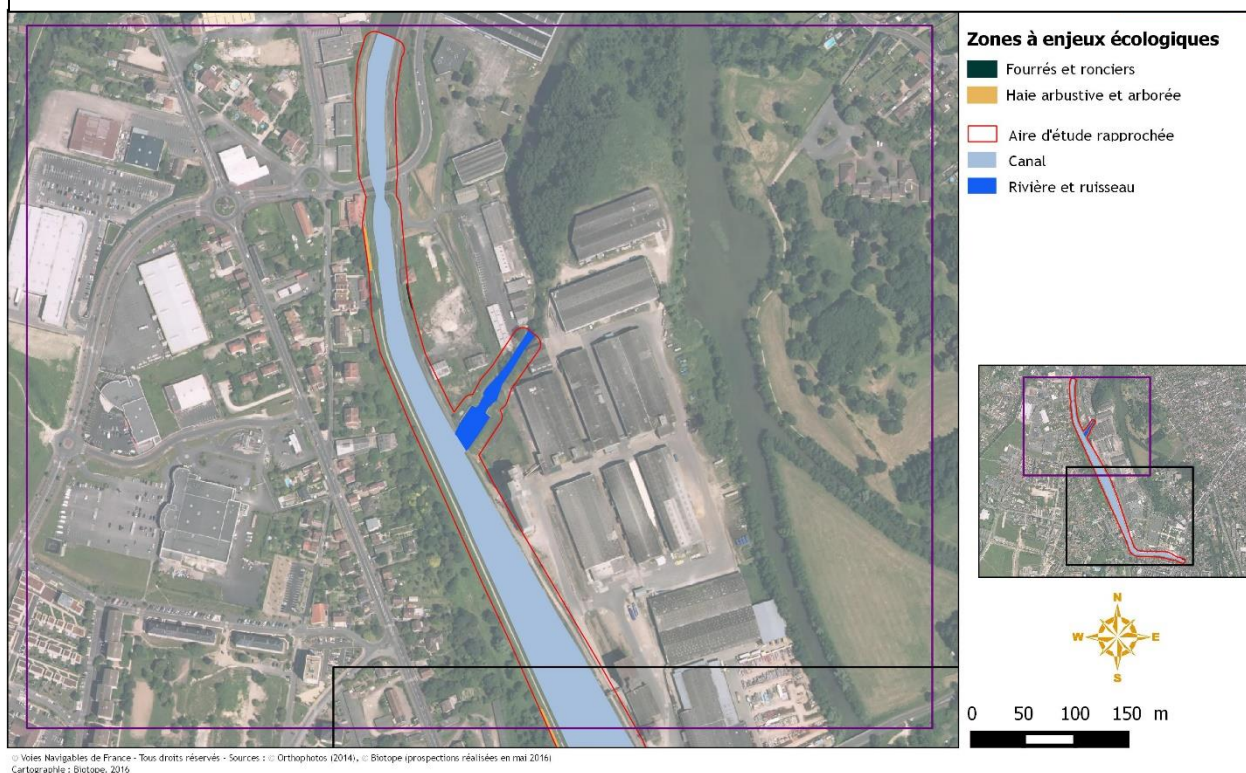 Zones à enjeux écologiques
Fourrés et ronciers
Haie arbustive et arborée
Aire d'étude rapprochée
Canal
Rivière et ruisseau
N
W E
S
0 50 100 150 m
© Voies Navigables de France - Tous droits réservés - Sources : © Orthophotos (2014), © Biotope (prospections réalisées en mai 2016)
Cartographie : Biotope, 2016